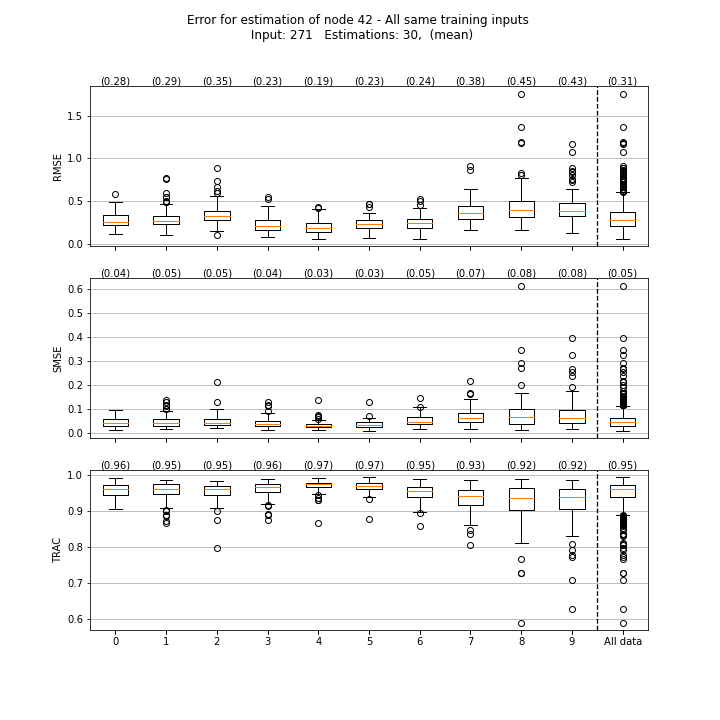 Error for estimation of node 42 - All same training inputs
Input: 271   Estimations: 30,  (mean)
(0.28) (0.29) (0.35) (0.23) (0.19) (0.23) (0.24) (0.38) (0.45) (0.43) (0.31)
1.5
1.0
0.5
0.0
RMSE
(0.04) (0.05) (0.05) (0.04) (0.03) (0.03) (0.05) (0.07) (0.08) (0.08) (0.05)
0.6
0.5
0.4
0.3
0.2
0.1
0.0
SMSE
(0.96) (0.95) (0.95) (0.96) (0.97) (0.97) (0.95) (0.93) (0.92) (0.92) (0.95)
1.0
0.9
0.8
0.7
0.6
TRAC
0 1 2 3 4 5 6 7 8 9 All data